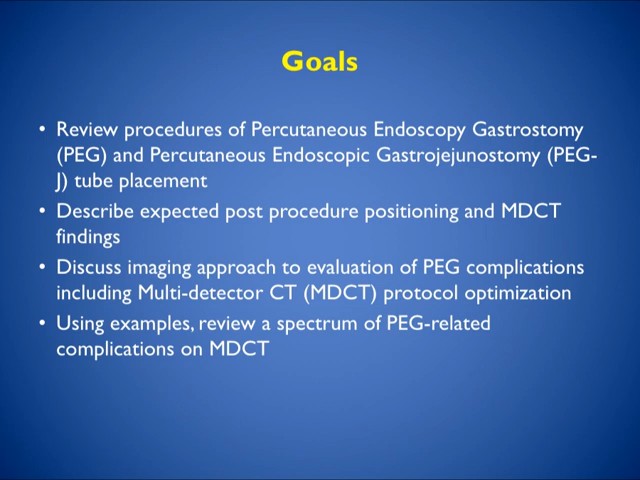 Goals
• Review procedures of Percutaneous Endoscopy Gastrostomy
(PEG) and Percutaneous Endoscopic Gastrojejunostomy (PEG-
J) tube placement
• Describe expected post procedure positioning and MDCT
findings
• Discuss imaging approach to evaluation of PEG complications
including Multi-detector CT (MDCT) protocol optimization
• Using examples, review a spectrum of PEG-related
complications on MDCT